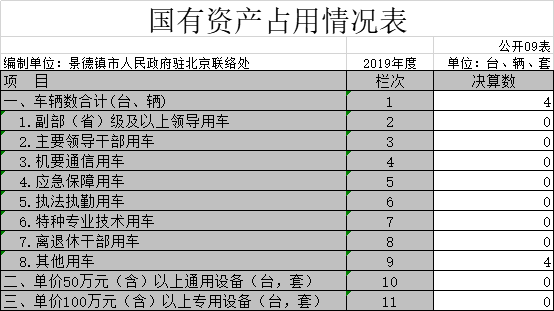 国有资产占用情况表
公开09表
编制单位：景德镇市人民政府驻北京联络处 2019年度 单位：台、辆、套
项 目 栏次 决算数
一、车辆数合计(台、辆) 1 4
1.副部（省）级及以上领导用车 2 0
2.主要领导干部用车 3 0
3.机要通信用车 4 0
4.应急保障用车 5 0
5.执法执勤用车 6 0
6.特种专业技术用车 7 0
7.离退休干部用车 8 0
8.其他用车 9 4
二、单价50万元（含）以上通用设备（台，套） 10 0
三、单价100万元（含）以上专用设备（台，套） 11 0